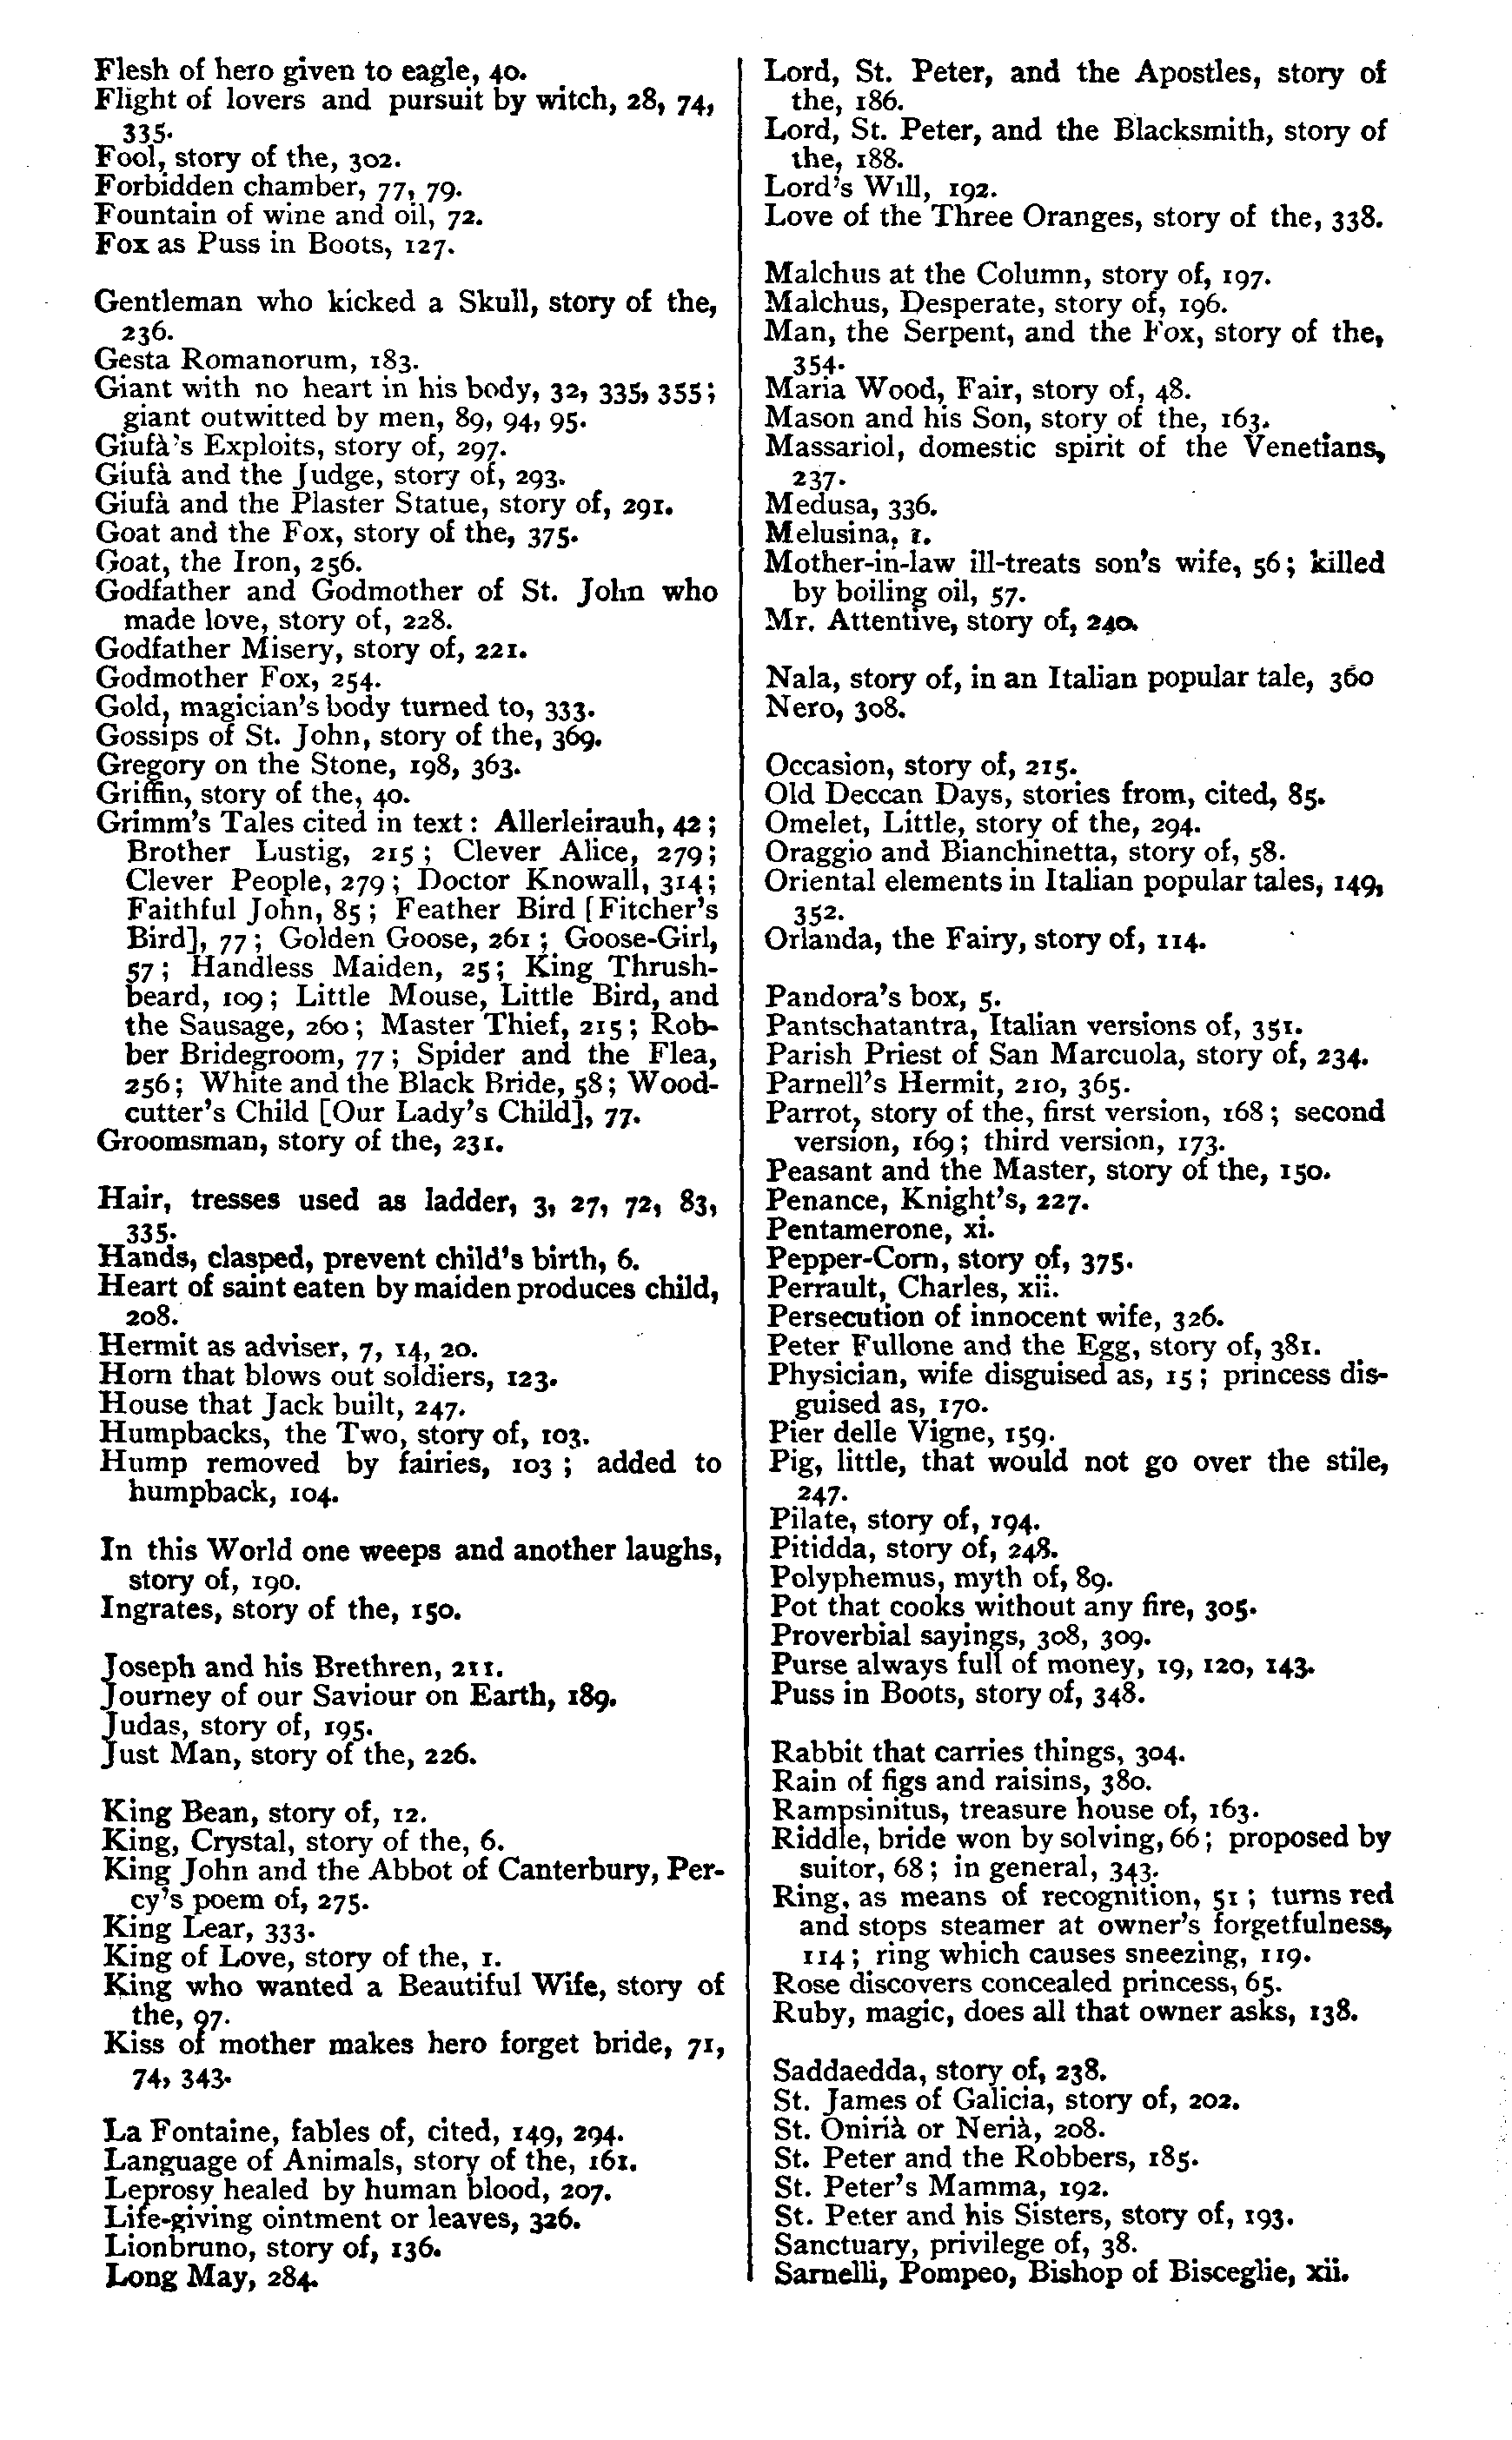 Flesh of hero given to eagle, 40.
Flight of lovers and pursuit by witch, 28, 74,
335.
Fool, story of the, 302.
Forbidden chamber, 77, 79.
Fountain of wine and oil, 72.
Fox as Puss in Boots, 127.
Gentleman who kicked a Skull, story of the,
236.
Gesta Romanorum, 183.
Giant with no heart in his body, 32, 335, 355;
giant outwitted by men, 89, 94, 95.
Giufà's Exploits, story of, 297.
Giufà and the Judge, story of, 293.
Giufà and the Plaster Statue, story of, 291.
Goat and the Fox, story of the, 375.
Goat, the Iron, 256.
Godfather and Godmother of St. John who
made love, story of, 228.
Godfather Misery, story of, 221.
Godmother Fox, 254.
Gold, magician's body turned to, 333.
Gossips of St. John, story of the, 369.
Gregory on the Stone, 198, 363.
Griffin, story of the, 40.
Grimm's Tales cited in text: Allerleirauh, 42;
Brother Lustig, 215; Clever Alice, 279;
Clever People, 279; Doctor Knowall, 314;
Faithful John, 85; Feather Bird [Fitcher's
Bird], 77; Golden Goose, 261; Goose-Girl,
57; Handless Maiden, 25; King Thrush-
beard, 109; Little Mouse, Little Bird, and
the Sausage, 260; Master Thief, 215; Rob-
ber Bridegroom, 77; Spider and the Flea,
256; White and the Black Bride, 58; Wood-
cutter's Child [Our Lady's Child], 77.
Groomsman, story of the, 231.
Hair, tresses used as ladder, 3, 27, 72, 83,
335.
Hands, clasped, prevent child's birth, 6.
Heart of saint eaten by maiden produces child,
208.
Hermit as adviser, 7, 14, 20.
Horn that blows out soldiers, 123.
House that Jack built, 247.
Humpbacks, the Two, story of, 103.
Hump removed by fairies, 103; added to
humpback, 104.
In this World one weeps and another laughs,
story of, 190.
Ingrates, story of the, 150.
Joseph and his Brethren, 211.
Journey of our Saviour on Earth, 189.
Judas, story of, 195.
Just Man, story of the, 226.
King Bean, story of, 12.
King, Crystal, story of the, 6.
King John and the Abbot of Canterbury, Per-
cy's poem of, 275.
King Lear, 333.
King of Love, story of the, 1.
King who wanted a Beautiful Wife, story of
the, 97.
Kiss of mother makes hero forget bride, 71,
74, 343.
La Fontaine, fables of, cited, 149, 294.
Language of Animals, story of the, 161.
Leprosy healed by human blood, 207.
Life-giving ointment or leaves, 326.
Lionbruno, story of, 136.
Long May, 284.
Lord, St. Peter, and the Apostles, story of
the, 186.
Lord, St. Peter, and the Blacksmith, story of
the, 188.
Lord's Will, 192.
Love of the Three Oranges, story of the, 338.
Malchus at the Column, story of, 197.
Malchus, Desperate, story of, 196.
Man, the Serpent, and the Fox, story of the,
354.
Maria Wood, Fair, story of, 48.
Mason and his Son, story of the, 163.
Massariol, domestic spirit of the Venetians,
237.
Medusa, 336.
Melusina, 1.
Mother-in-law ill-treats son's wife, 56; killed
by boiling oil, 57.
Mr. Attentive, story of, 240.
Nala, story of, in an Italian popular tale, 360
Nero, 308.
Occasion, story of, 215.
Old Deccan Days, stories from, cited, 85.
Omelet, Little, story of the, 294.
Oraggio and Bianchinetta, story of, 58.
Oriental elements in Italian popular tales, 149,
352.
Orlanda, the Fairy, story of, 114.
Pandora's box, 5.
Pantschatantra, Italian versions of, 351.
Parish Priest of San Marcuola, story of, 234.
Parnell's Hermit, 210, 365.
Parrot, story of the, first version, 168; second
version, 169; third version, 173.
Peasant and the Master, story of the, 150.
Penance, Knight's, 227.
Pentamerone, xi.
Pepper-Corn, story of, 375.
Perrault, Charles, xii.
Persecution of innocent wife, 326.
Peter Fullone and the Egg, story of, 381.
Physician, wife disguised as, 15; princess dis-
guised as, 170.
Pier delle Vigne, 159.
Pig, little, that would not go over the stile,
247.
Pilate, story of, 194.
Pitidda, story of, 248.
Polyphemus, myth of, 89.
Pot that cooks without any fire, 305.
Proverbial sayings, 308, 309.
Purse always full of money, 19, 120, 143.
Puss in Boots, story of, 348.
Rabbit that carries things, 304.
Rain of figs and raisins, 380.
Rampsinitus, treasure house of, 163.
Riddle, bride won by solving, 66; proposed by
suitor, 68; in general, 343.
Ring, as means of recognition, 51; turns red
and stops steamer at owner's forgetfulness,
114; ring which causes sneezing, 119.
Rose discovers concealed princess, 65.
Ruby, magic, does all that owner asks, 138.
Saddaedda, story of, 238.
St. James of Galicia, story of, 202.
St. Onirià or Nerià, 208.
St. Peter and the Robbers, 185.
St. Peter's Mamma, 192.
St. Peter and his Sisters, story of, 193.
Sanctuary, privilege of, 38.
Sarnelli, Pompeo, Bishop of Bisceglie, xii.